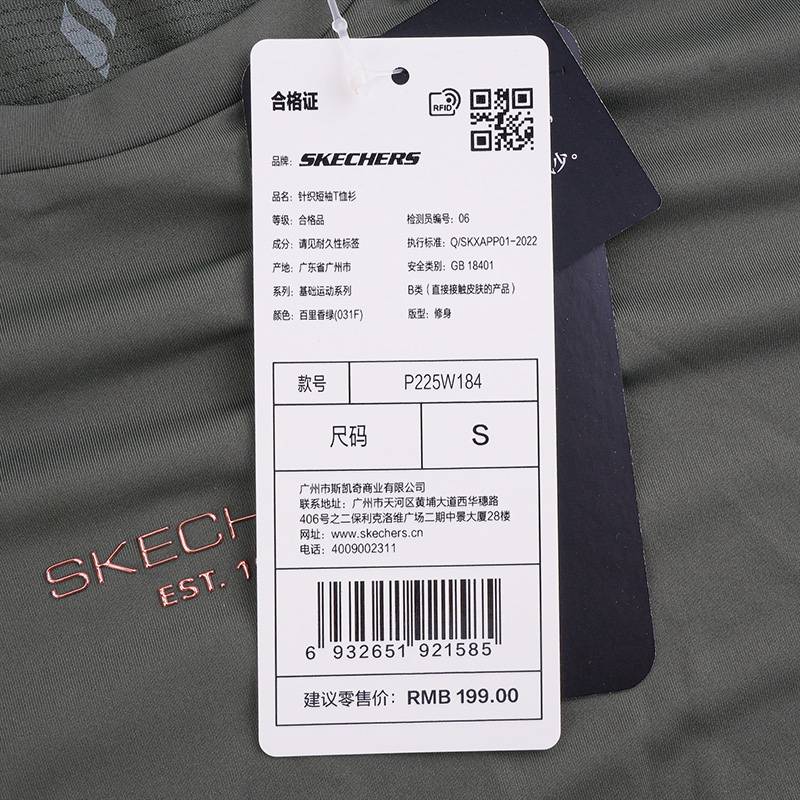 合格证
RFID
品牌: SKECHERS
品名: 针织短袖T恤衫
等级: 合格品 检测员编号: 06
成分: 请见耐久性标签 执行标准: Q/SKXAPP01-2022
产地: 广东省广州市 安全类别: GB 18401
系列: 基础运动系列 B类（直接接触皮肤的产品）
颜色: 百里香绿(031F) 版型: 修身
款号 P225W184
尺码 S
广州市斯凯奇商业有限公司
联系地址: 广州市天河区黄埔大道西华穗路
406号之二保利克洛维广场二期中景大厦28楼
网址: www.skechers.cn
电话: 4009002311
6 932651 921585
建议零售价: RMB 199.00
SKECH
EST. 1